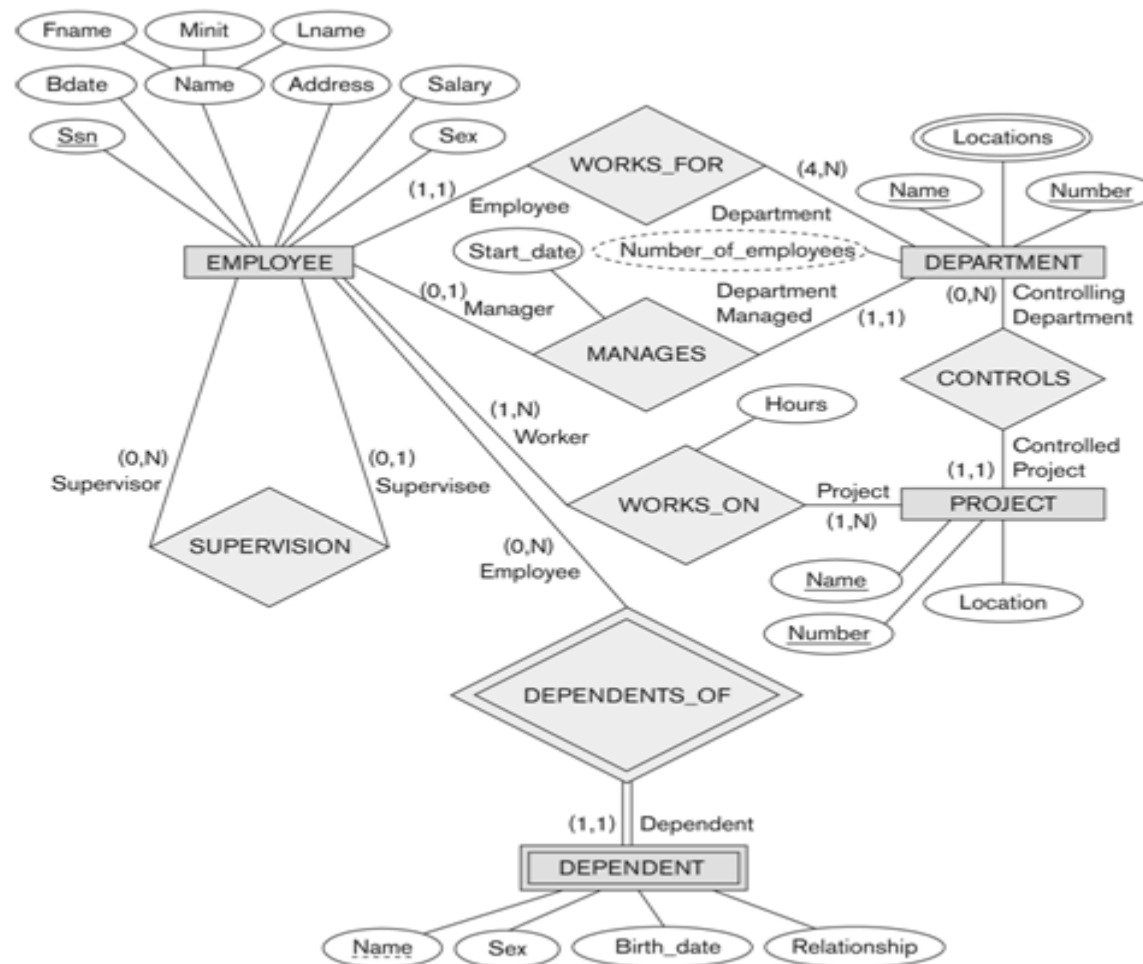 Fname Minit Lname
Bdate Name Address Salary
Ssn Sex
Locations
WORKS_FOR
(1,1) (4,N)
Name Number
Employee Department
Start_date Number_of_employees
EMPLOYEE DEPARTMENT
(0,1) Department (0,N) Controlling
Manager Managed Department
(1,1)
MANAGES
CONTROLS
Hours
(1,N)
Worker
(0,N) (0,1) Controlled
Supervisor Supervisee (1,1) Project
WORKS_ON Project PROJECT
(1,N)
SUPERVISION
(0,N)
Employee
Name
Location
Number
DEPENDENTS_OF
(1,1) Dependent
DEPENDENT
Name Sex Birth_date Relationship